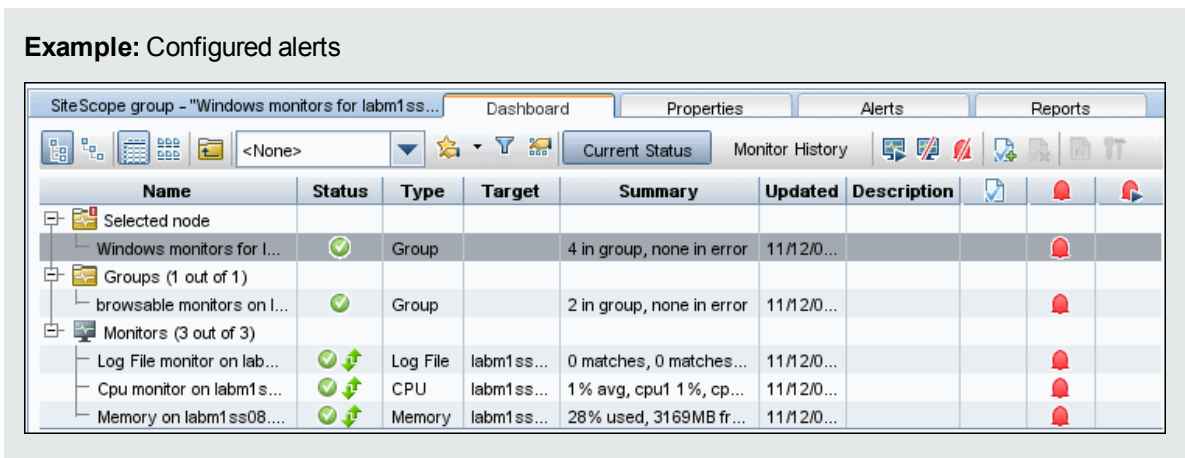 Example: Configured alerts
SiteScope group - "Windows monitors for labm1ss... Dashboard Properties Alerts Reports
<None> Current Status Monitor History
Name Status Type Target Summary Updated Description
Selected node
Windows monitors for l... Group 4 in group, none in error 11/12/0...
Groups (1 out of 1)
browsable monitors on l... Group 2 in group, none in error 11/12/0...
Monitors (3 out of 3)
Log File monitor on lab... Log File labm1ss... 0 matches, 0 matches... 11/12/0...
Cpu monitor on labm1s... CPU labm1ss... 1% avg, cpu1 1%, cp... 11/12/0...
Memory on labm1ss08.... Memory labm1ss... 28% used, 3169MB fr... 11/12/0...